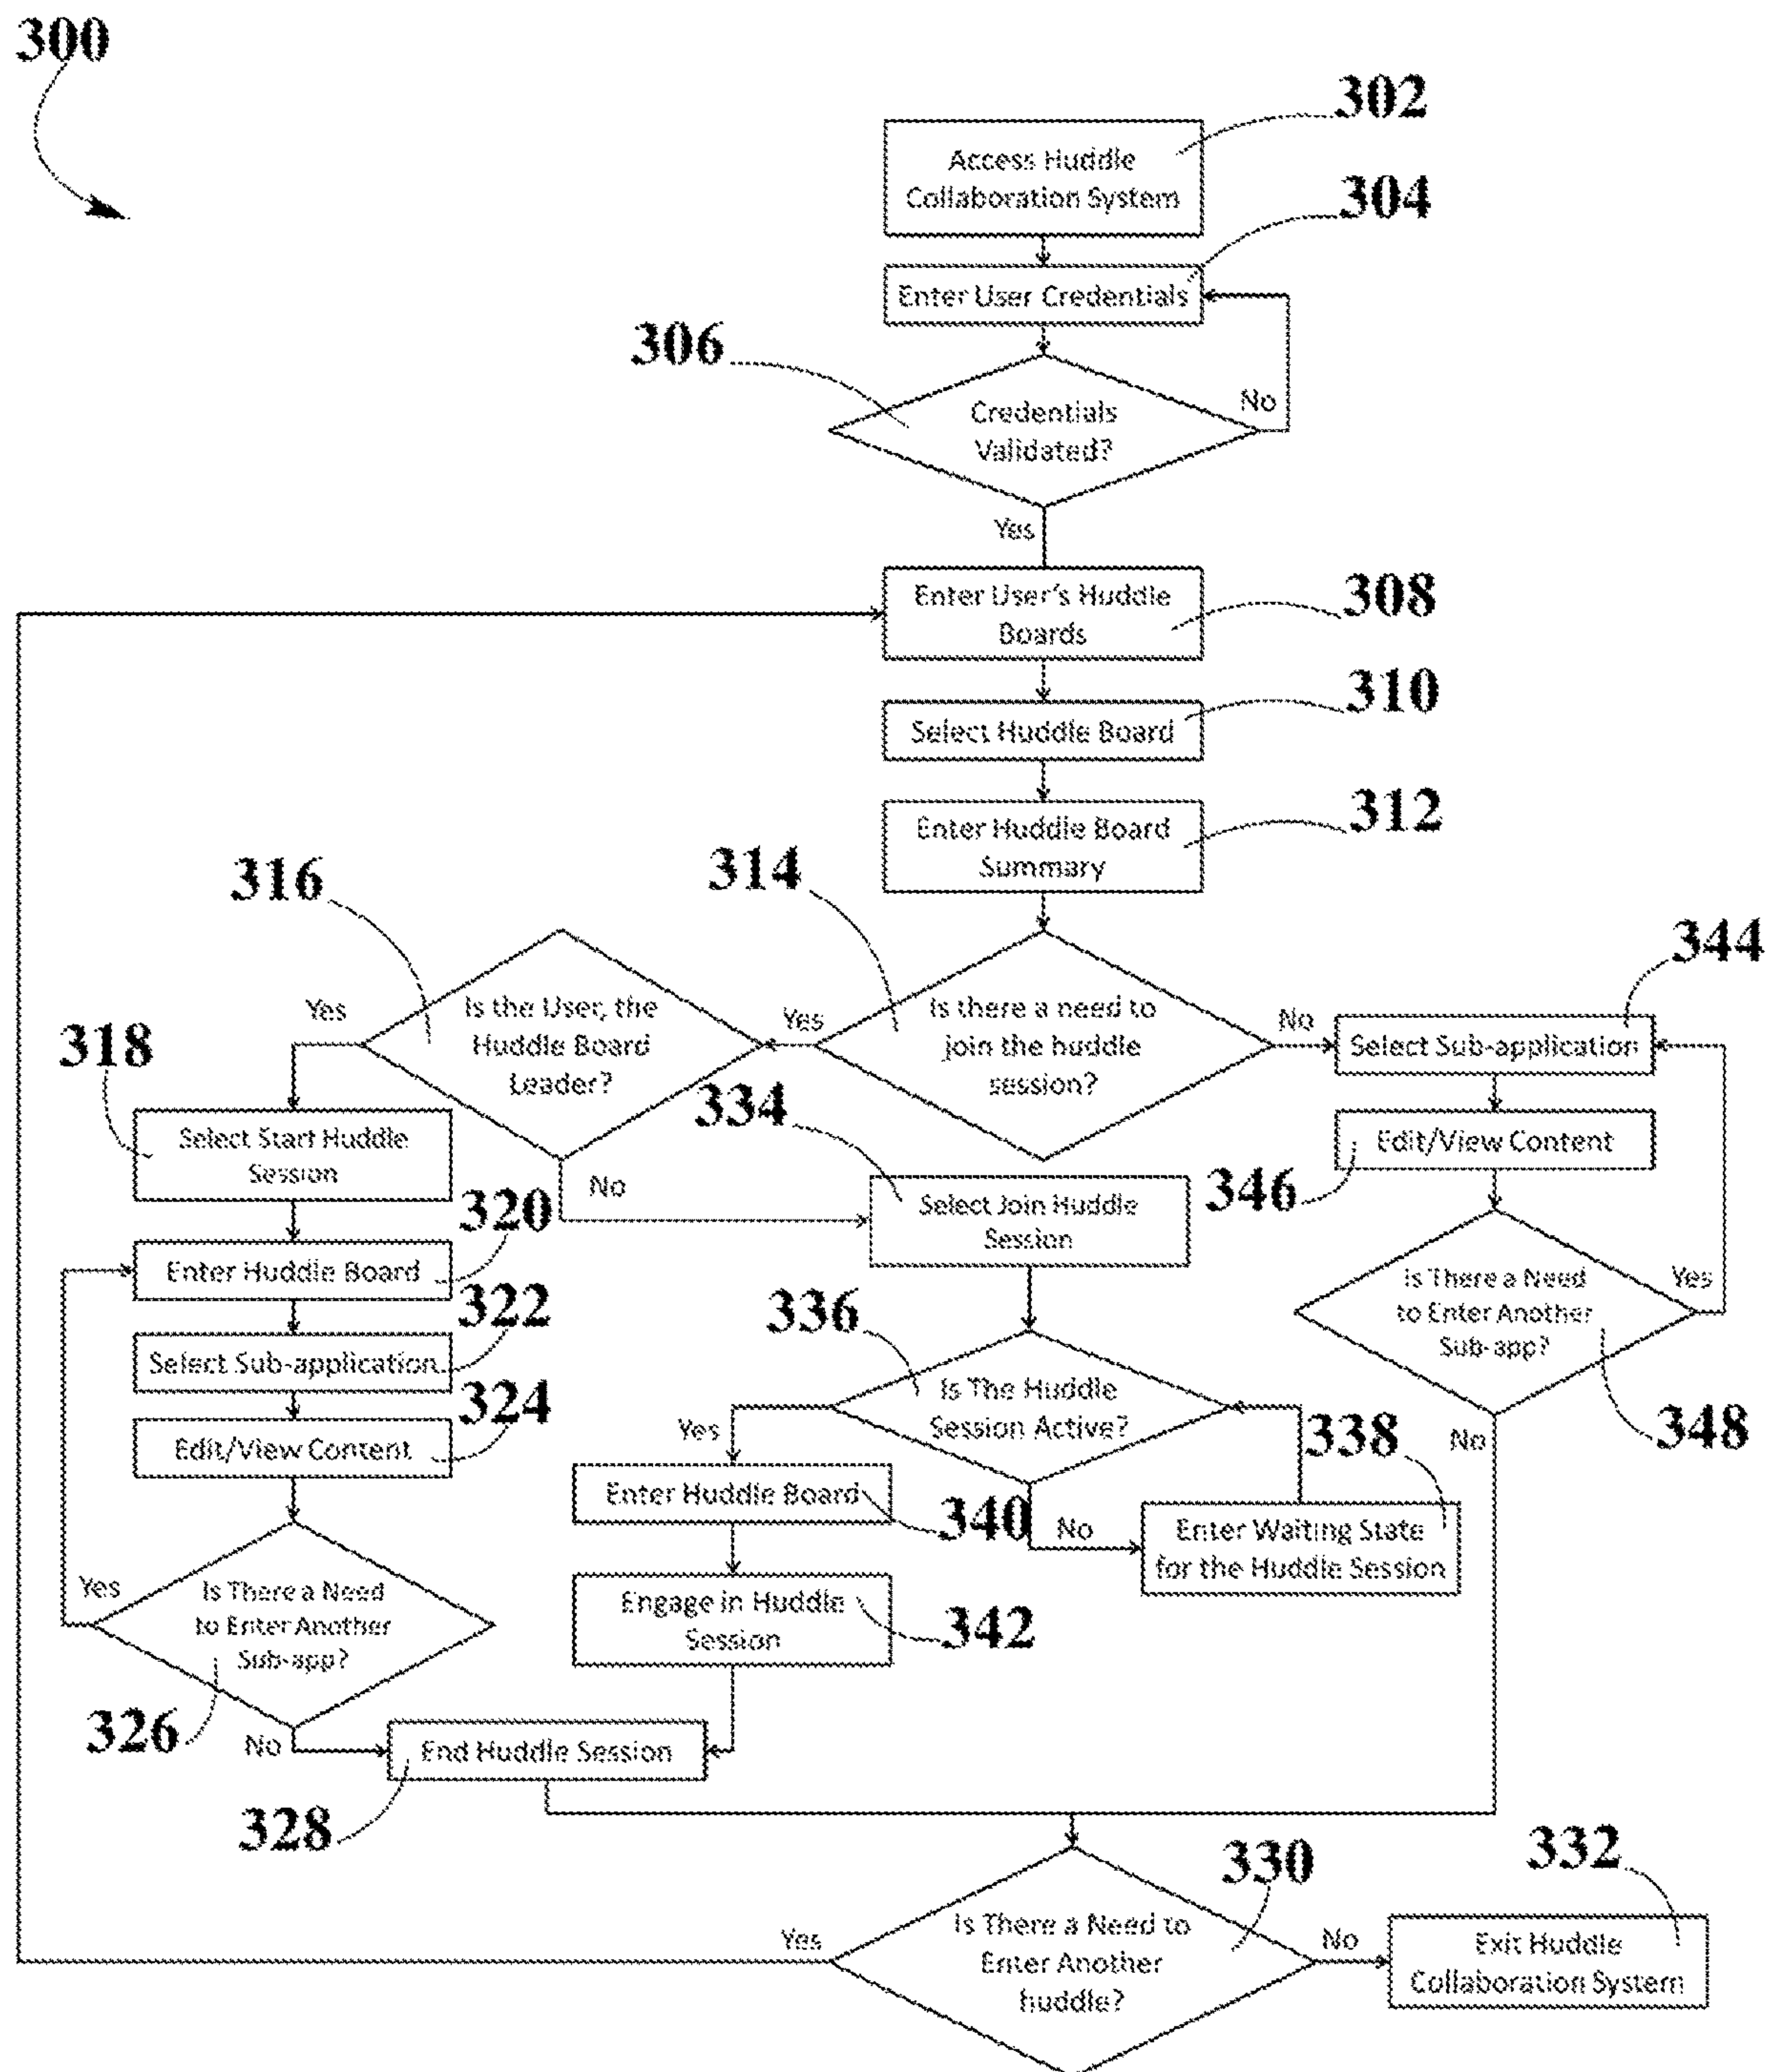 300
302
Access Huddle
Collaboration System
304
Enter User Credentials
306
Credentials
Validated?
No
Yes
Enter User's Huddle
Boards
308
310
Select Huddle Board
312
Enter Huddle Board
Summary
316
314
344
Yes
Is the User, the
Huddle Board
Leader?
Yes
Is there a need to
join the huddle
session?
No
Select Sub-application
318
334
Select Start Huddle
Session
Edit/View Content
346
No
Select Join Huddle
Session
320
Enter Huddle Board
322
336
Is There a Need
to Enter Another
Sub-app?
Yes
Select Sub-application
324
Is The Huddle
Session Active?
348
Yes
338
No
Edit/View Content
Enter Huddle Board
340
No
Enter Waiting State
for the Huddle Session
Yes
Is There a Need
to Enter Another
Sub-app?
Engage in Huddle
Session
342
326
No
End Huddle Session
328
330
332
Yes
Is There a Need to
Enter Another
huddle?
No
Exit Huddle
Collaboration System